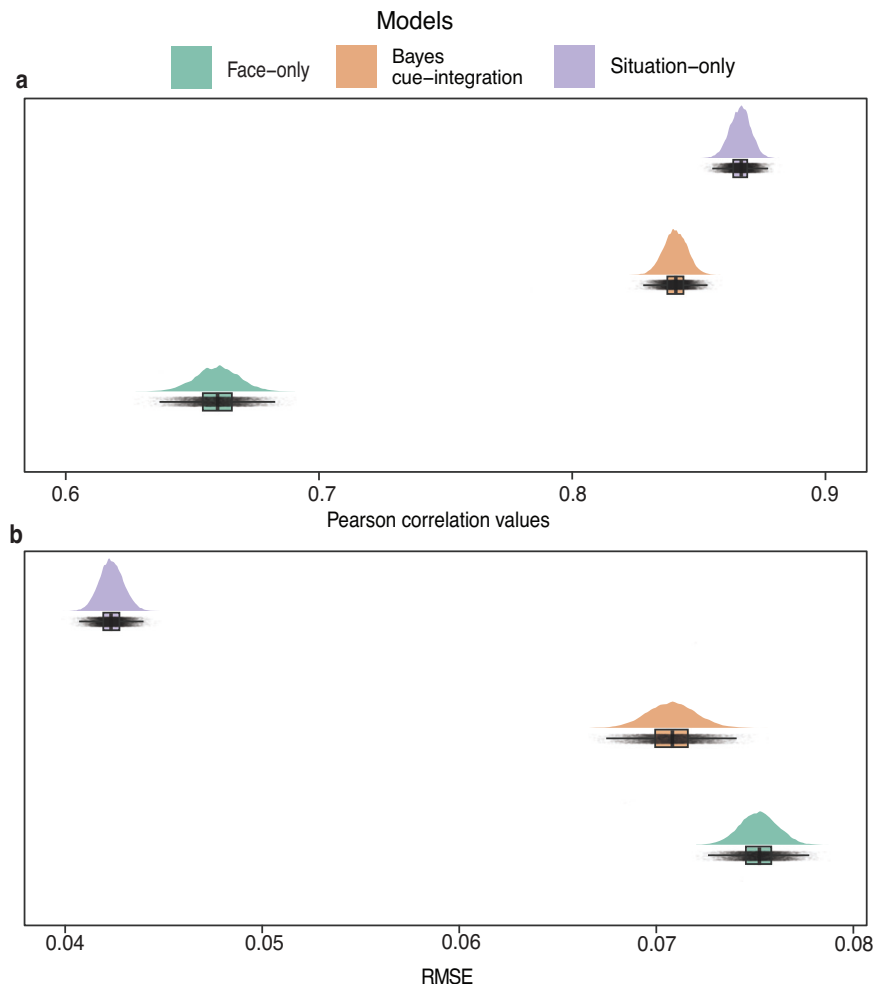 Models
Face-only
Bayes
cue-integration
Situation-only
a
0.6 0.7 0.8 0.9
Pearson correlation values
b
0.04 0.05 0.06 0.07 0.08
RMSE